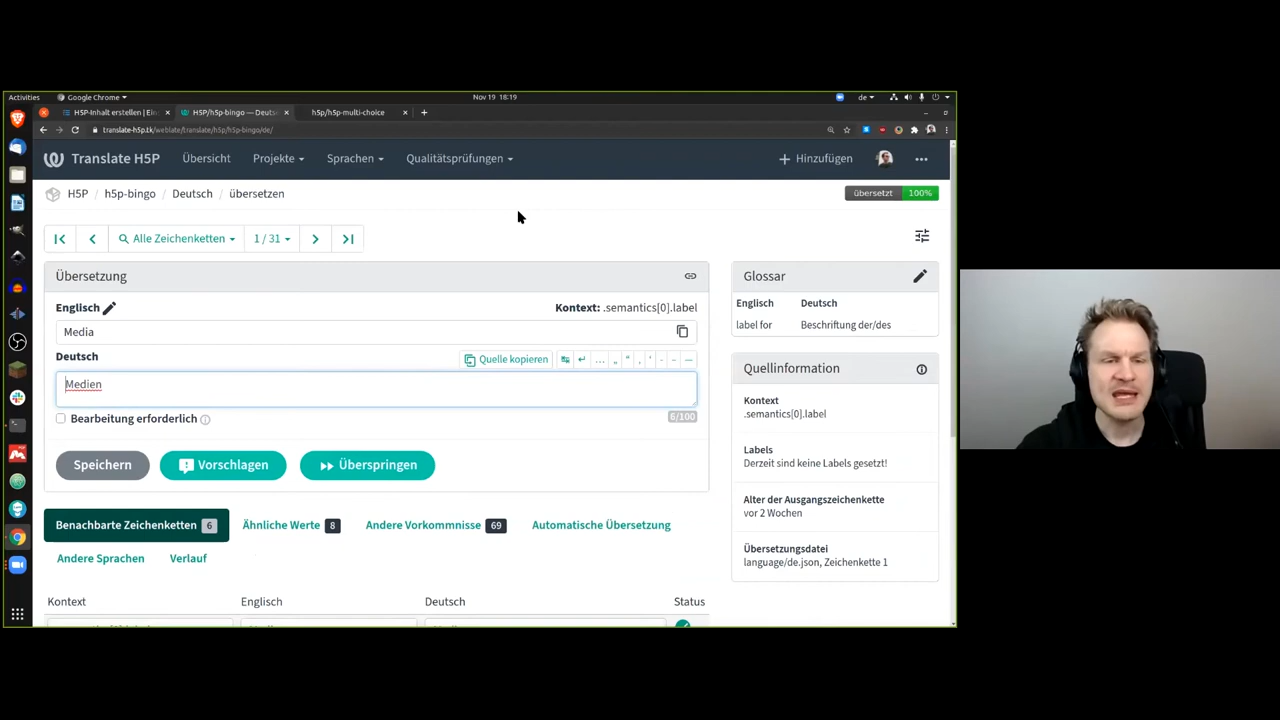 Activities
Google Chrome
Nov 19 18:19
de
H5P/h5p-bingo — Deuts
h5p/h5p-multi-choice
translate-h5p.tk/weblate/translate/h5p/h5p-bingo/de/
Translate H5P
Übersicht
Projekte
Sprachen
Qualitätsprüfungen
Hinzufügen
H5P / h5p-bingo / Deutsch / übersetzen
übersetzt 100%
Alle Zeichenketten
1 / 31
Übersetzung
Englisch
Kontext: .semantics[0].label
Media
Deutsch
Quelle kopieren
Medien
Bearbeitung erforderlich
6/100
Speichern
Vorschlagen
Überspringen
Benachbarte Zeichenketten 6
Ähnliche Werte 8
Andere Vorkommnisse 69
Automatische Übersetzung
Andere Sprachen
Verlauf
Kontext
Englisch
Deutsch
Status
Glossar
Englisch Deutsch
label for Beschriftung der/des
Quellinformation
Kontext
.semantics[0].label
Labels
Derzeit sind keine Labels gesetzt!
Alter der Ausgangszeichenkette
vor 2 Wochen
Übersetzungsdatei
language/de.json, Zeichenkette 1